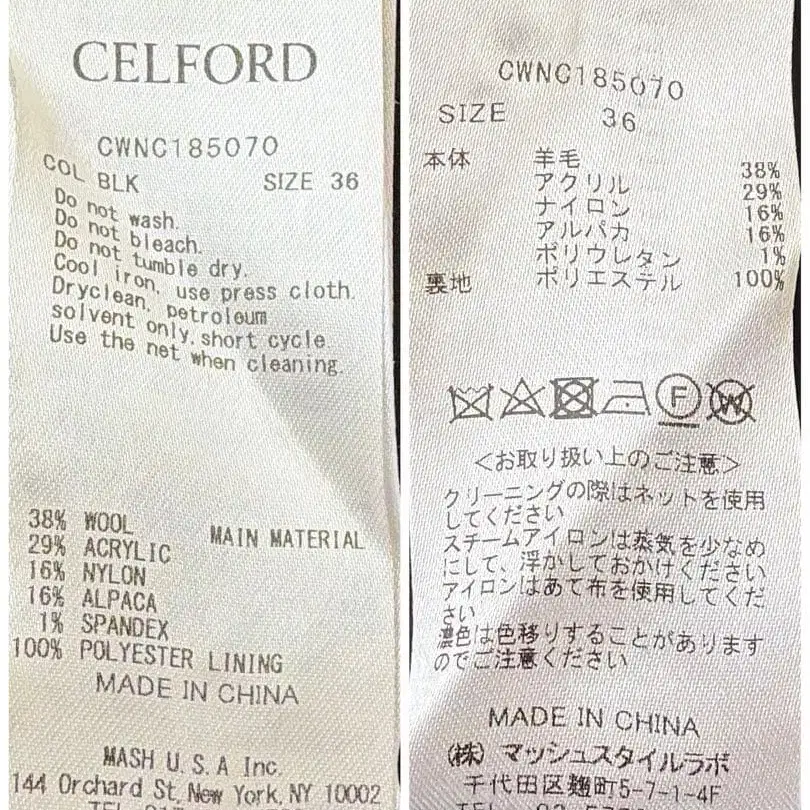 CELFORD
CWNC185070
COL BLK SIZE 36
Do not wash.
Do not bleach.
Do not tumble dry.
Cool iron, use press cloth.
Dryclean, petroleum
solvent only, short cycle
Use the net when cleaning.
38% WOOL MAIN MATERIAL
29% ACRYLIC
16% NYLON
16% ALPACA
1% SPANDEX
100% POLYESTER LINING
MADE IN CHINA
MASH U.S.A Inc.
144 Orchard St, New York, NY 10002
CWNC185070
SIZE 36
本体 羊毛 38%
アクリル 29%
ナイロン 16%
アルパカ 16%
ポリウレタン 1%
裏地 ポリエステル 100%
F W
<お取り扱い上のご注意>
クリーニングの際はネットを使用
してください
スチームアイロンは蒸気を少なめ
にして、浮かしておかけください
アイロンはあて布を使用してくだ
さい
濃色は色移りすることがあります
のでご注意ください
MADE IN CHINA
(株) マッシュスタイルラボ
千代田区麹町5-7-1-4F